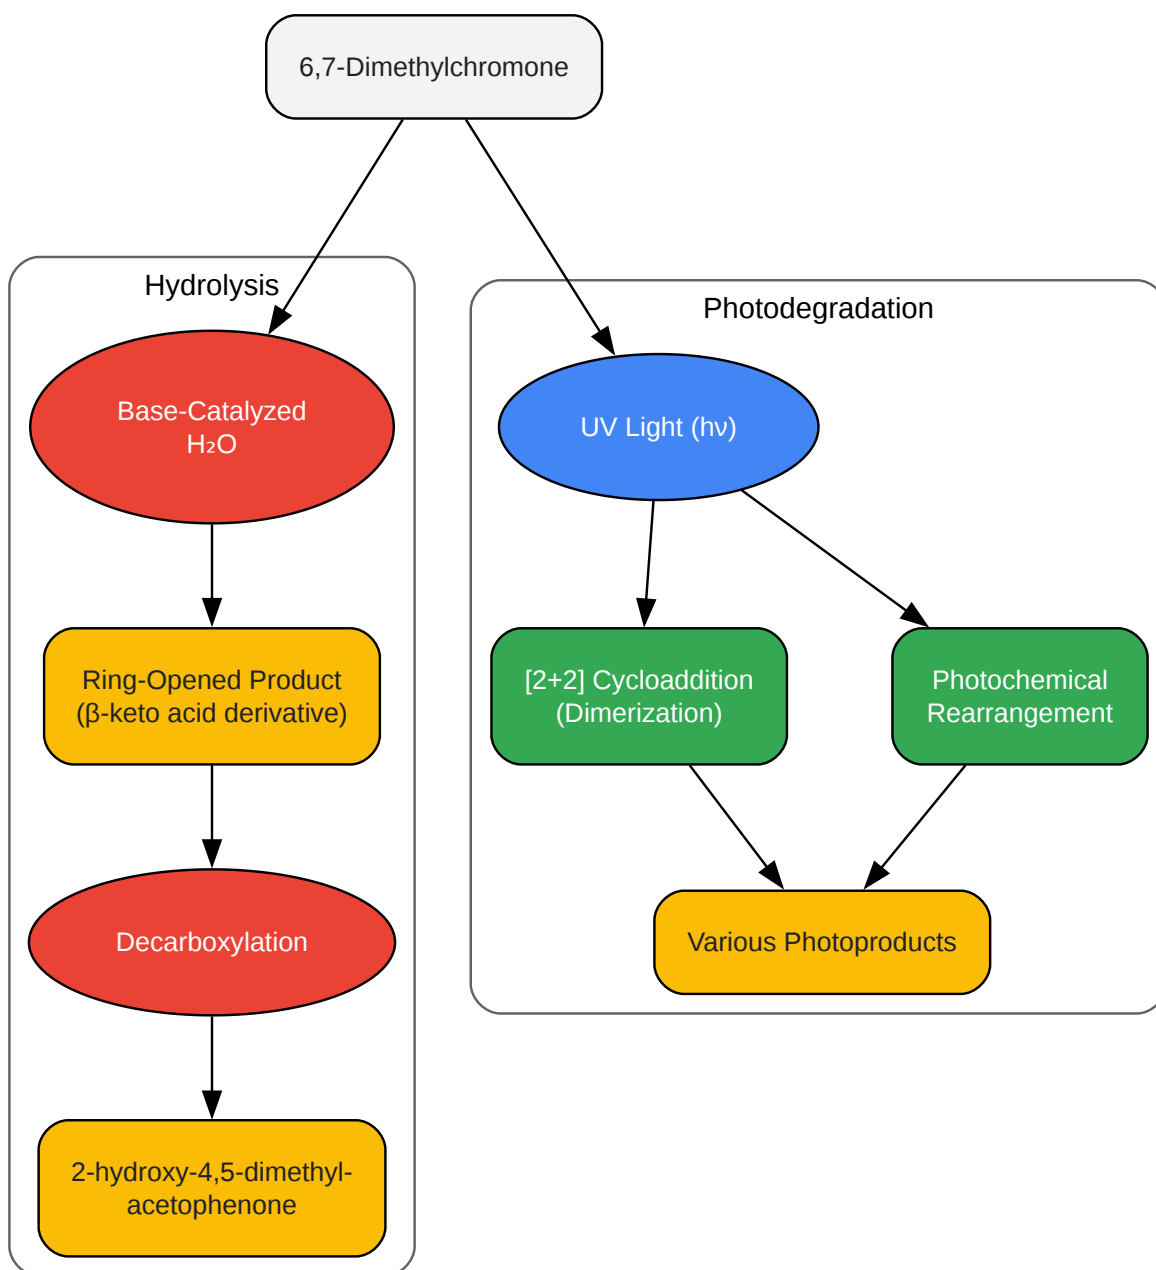 6,7-Dimethylchromone
Hydrolysis
Base-Catalyzed
H₂O
Ring-Opened Product
(β-keto acid derivative)
Decarboxylation
2-hydroxy-4,5-dimethyl-
acetophenone
Photodegradation
UV Light (hν)
[2+2] Cycloaddition
(Dimerization)
Photochemical
Rearrangement
Various Photoproducts